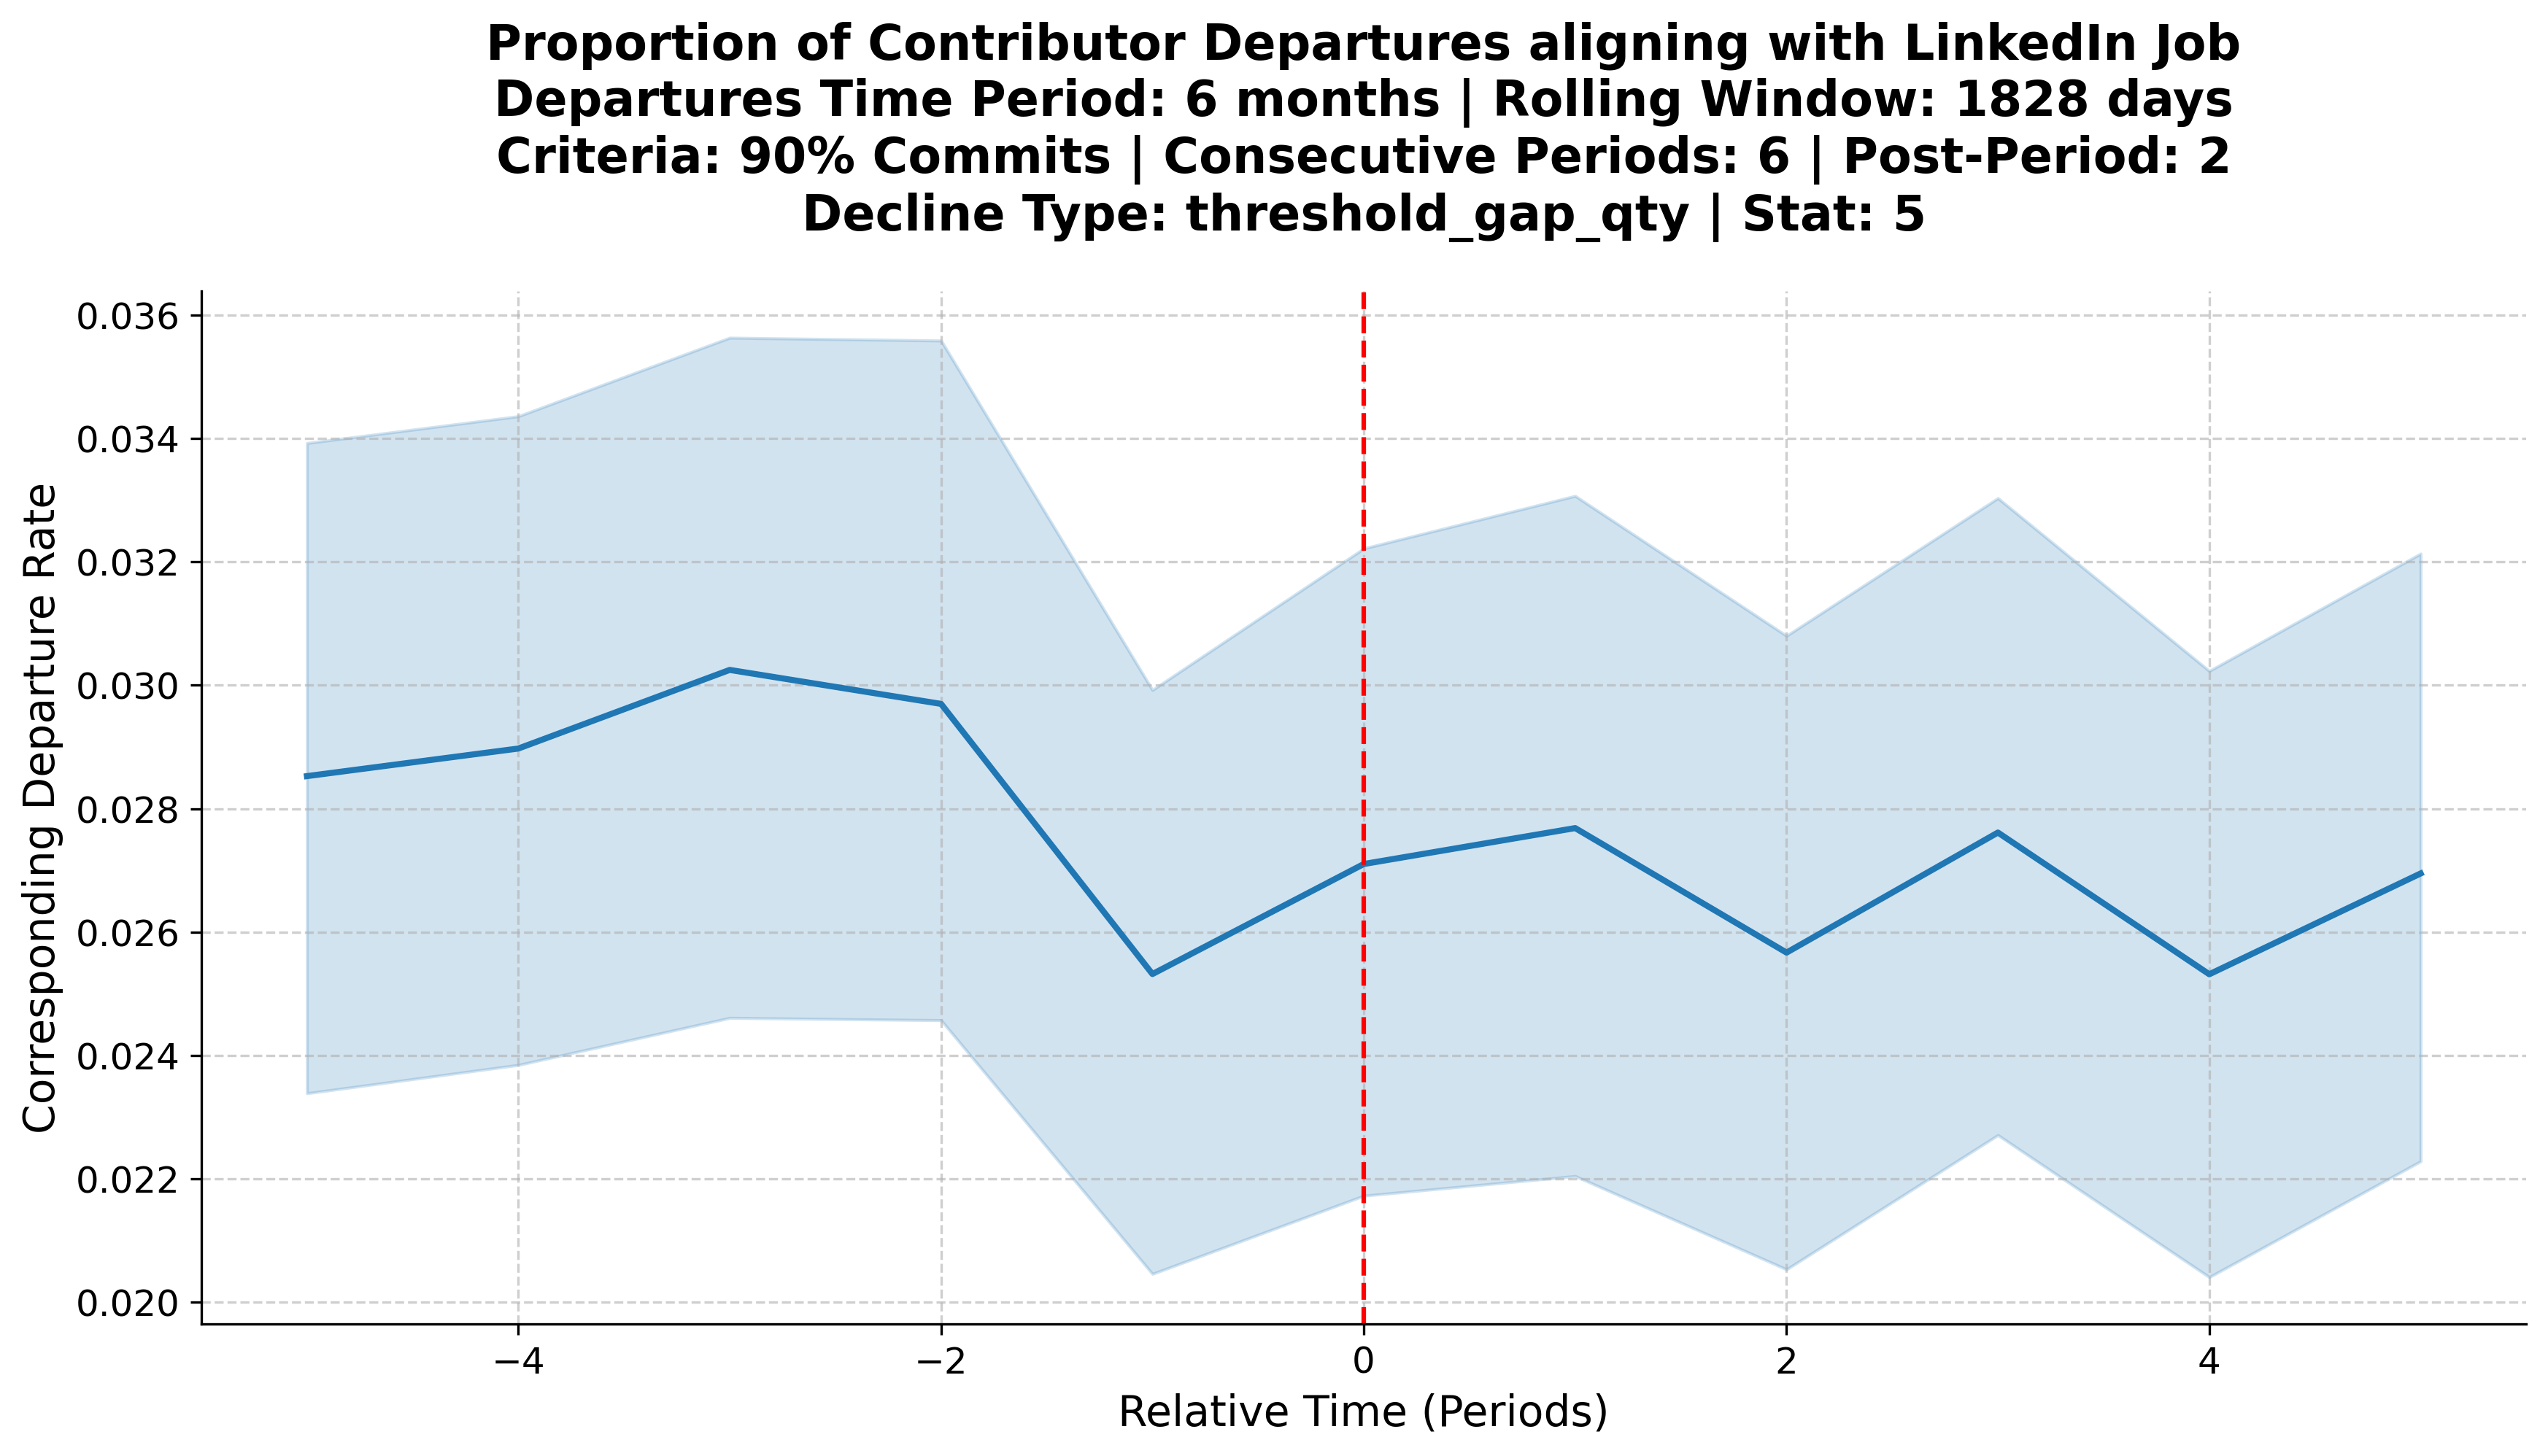 Proportion of Contributor Departures aligning with LinkedIn Job
Departures Time Period: 6 months | Rolling Window: 1828 days
Criteria: 90% Commits | Consecutive Periods: 6 | Post-Period: 2
Decline Type: threshold_gap_qty | Stat: 5
Corresponding Departure Rate
0.036
0.034
0.032
0.030
0.028
0.026
0.024
0.022
0.020
−4
−2
0
2
4
Relative Time (Periods)